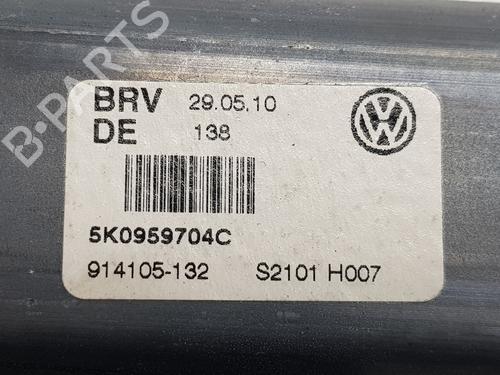 B-PARTS
BRV 29.05.10
DE 138
5K0959704C
914105-132 S2101 H007